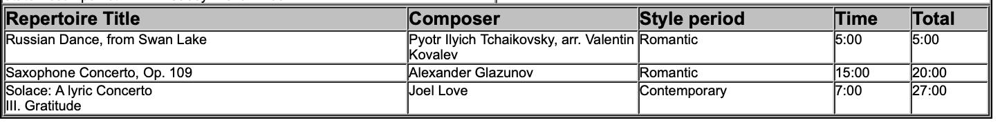 Repertoire Title Composer Style period Time Total
Russian Dance, from Swan Lake Pyotr Ilyich Tchaikovsky, arr. Valentin Romantic 5:00 5:00
Kovalev
Saxophone Concerto, Op. 109 Alexander Glazunov Romantic 15:00 20:00
Solace: A lyric Concerto Joel Love Contemporary 7:00 27:00
III. Gratitude